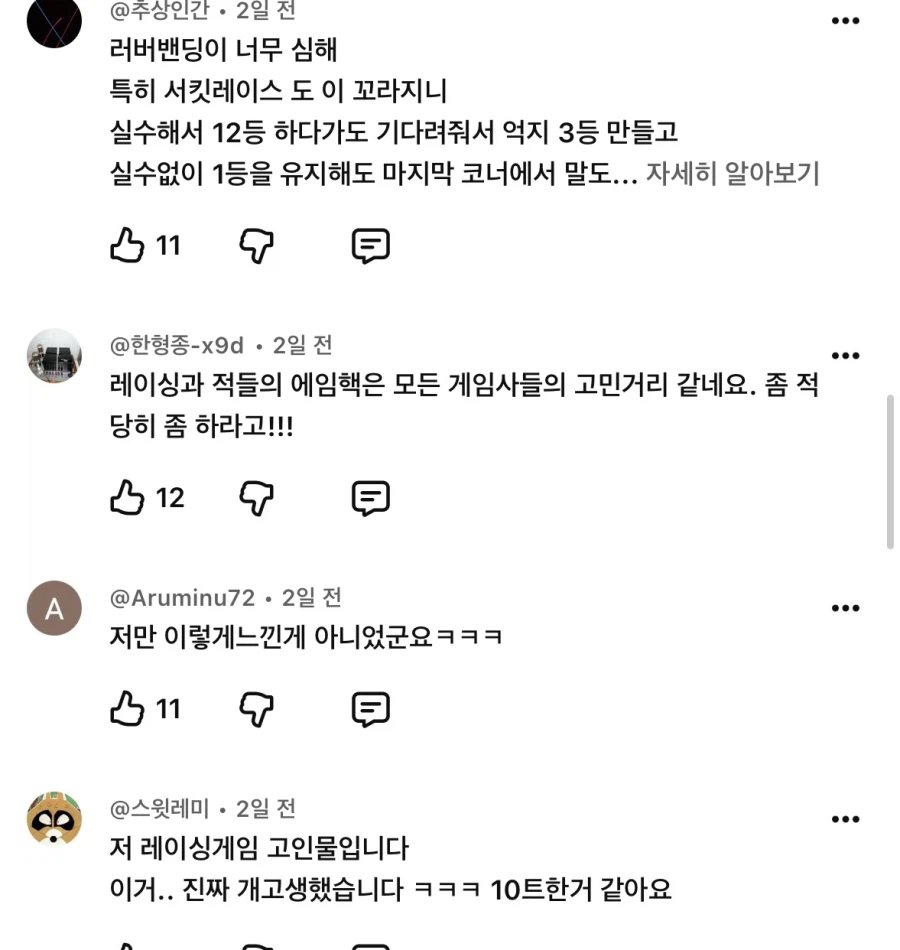 @추상인간 • 2일 전
러버밴딩이 너무 심해
특히 서킷레이스 도 이 꼬라지니
실수해서 12등 하다가도 기다려줘서 억지 3등 만들고
실수없이 1등을 유지해도 마지막 코너에서 말도... 자세히 알아보기
11
@한형종-x9d • 2일 전
레이싱과 적들의 에임핵은 모든 게임사들의 고민거리 같네요. 좀 적
당히 좀 하라고!!!
12
A
@Aruminu72 • 2일 전
저만 이렇게느낀게 아니었군요ㅋㅋㅋ
11
@스윗레미 • 2일 전
저 레이싱게임 고인물입니다
이거.. 진짜 개고생했습니다 ㅋㅋㅋ 10트한거 같아요